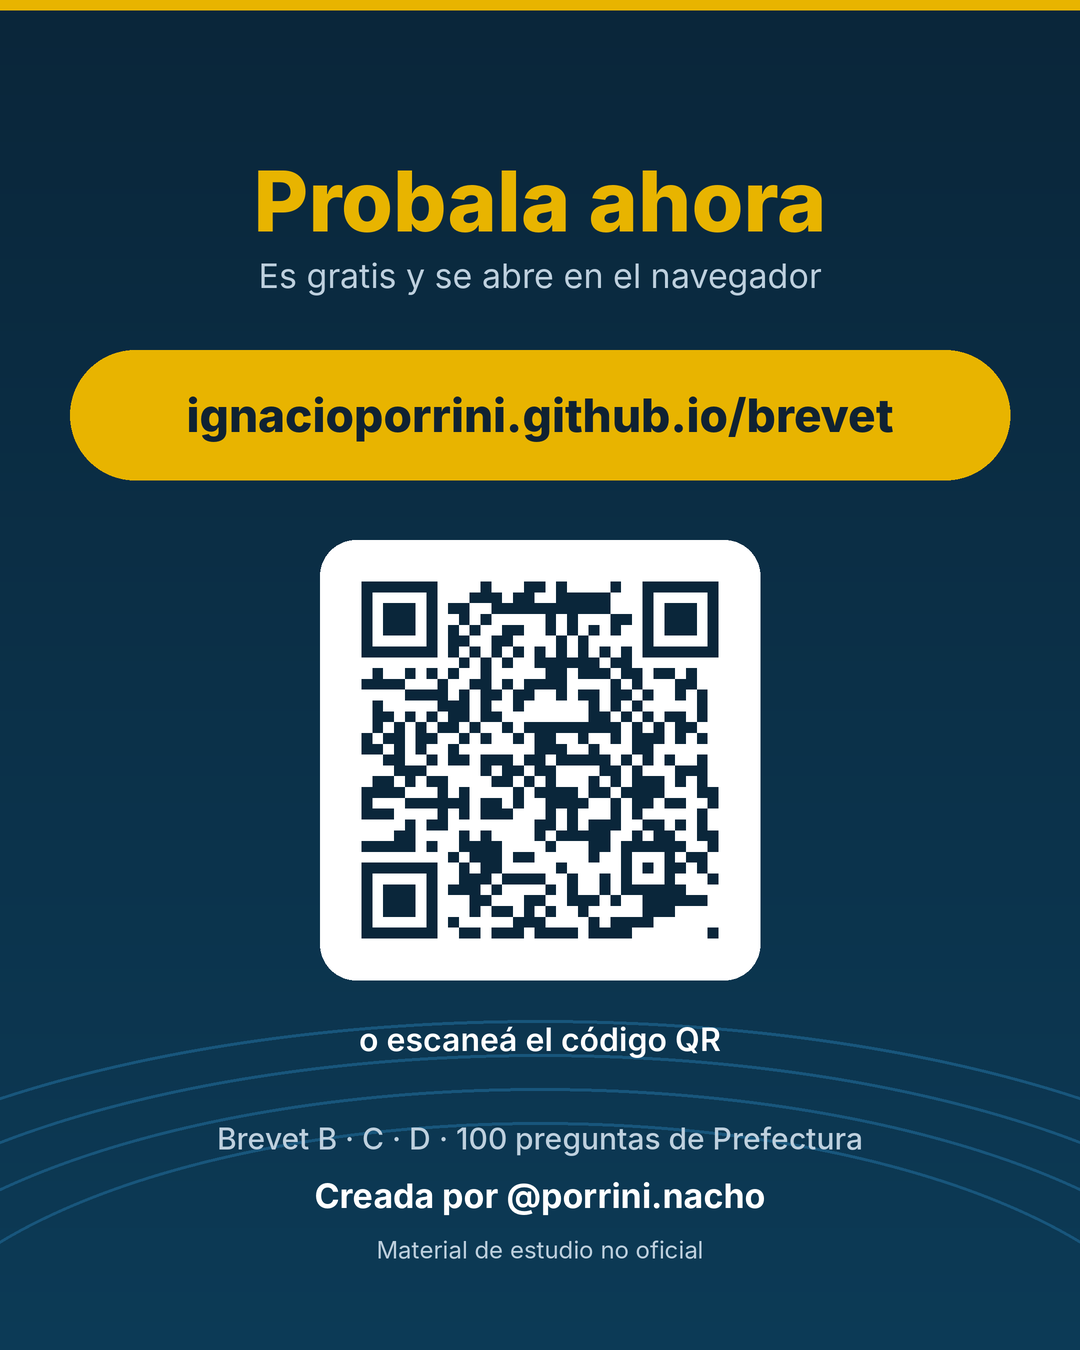 Probala ahora
Es gratis y se abre en el navegador
ignacioporrini.github.io/brevet
o escaneá el código QR
Brevet B · C · D · 100 preguntas de Prefectura
Creada por @porrini.nacho
Material de estudio no oficial